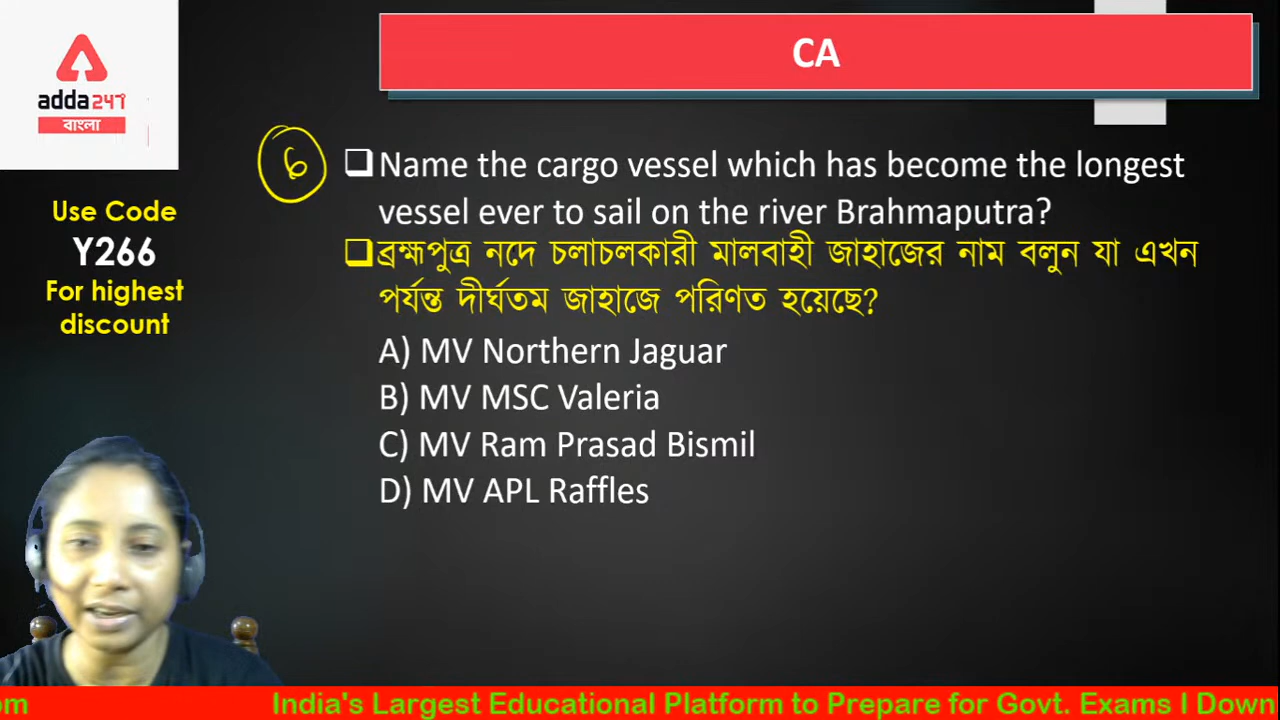 CA
adda247
বাংলা
Use Code
Y266
For highest
discount
6
Name the cargo vessel which has become the longest
vessel ever to sail on the river Brahmaputra?
ব্রহ্মপুত্র নদে চলাচলকারী মালবাহী জাহাজের নাম বলুন যা এখন
পর্যন্ত দীর্ঘতম জাহাজে পরিণত হয়েছে?
A) MV Northern Jaguar
B) MV MSC Valeria
C) MV Ram Prasad Bismil
D) MV APL Raffles
om India's Largest Educational Platform to Prepare for Govt. Exams I Down